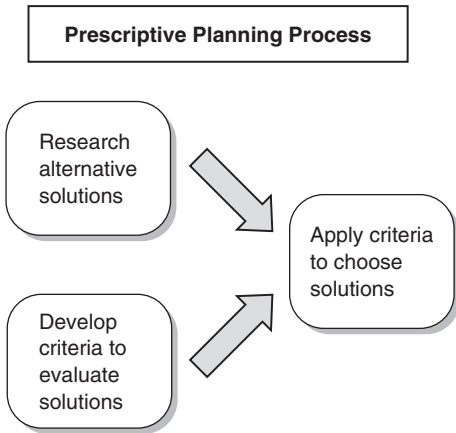 Prescriptive Planning Process
Research
alternative
solutions
Apply criteria
to choose
solutions
Develop
criteria to
evaluate
solutions